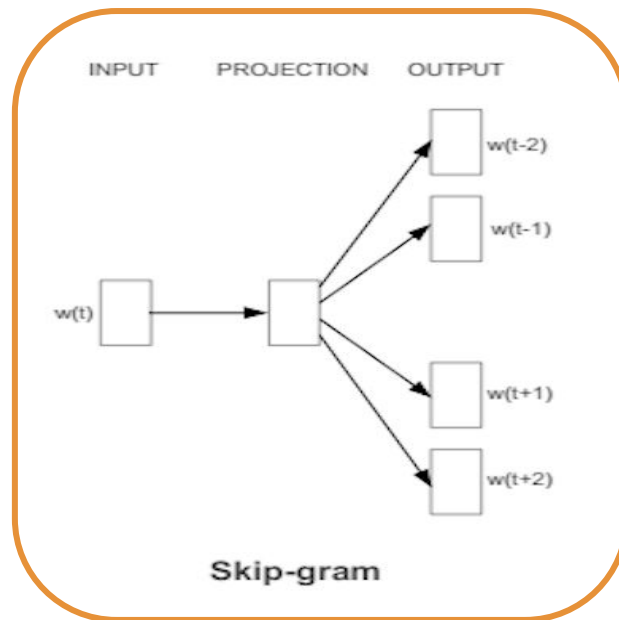 INPUT PROJECTION OUTPUT
w(t-2)
w(t-1)
w(t)
w(t+1)
w(t+2)
Skip-gram